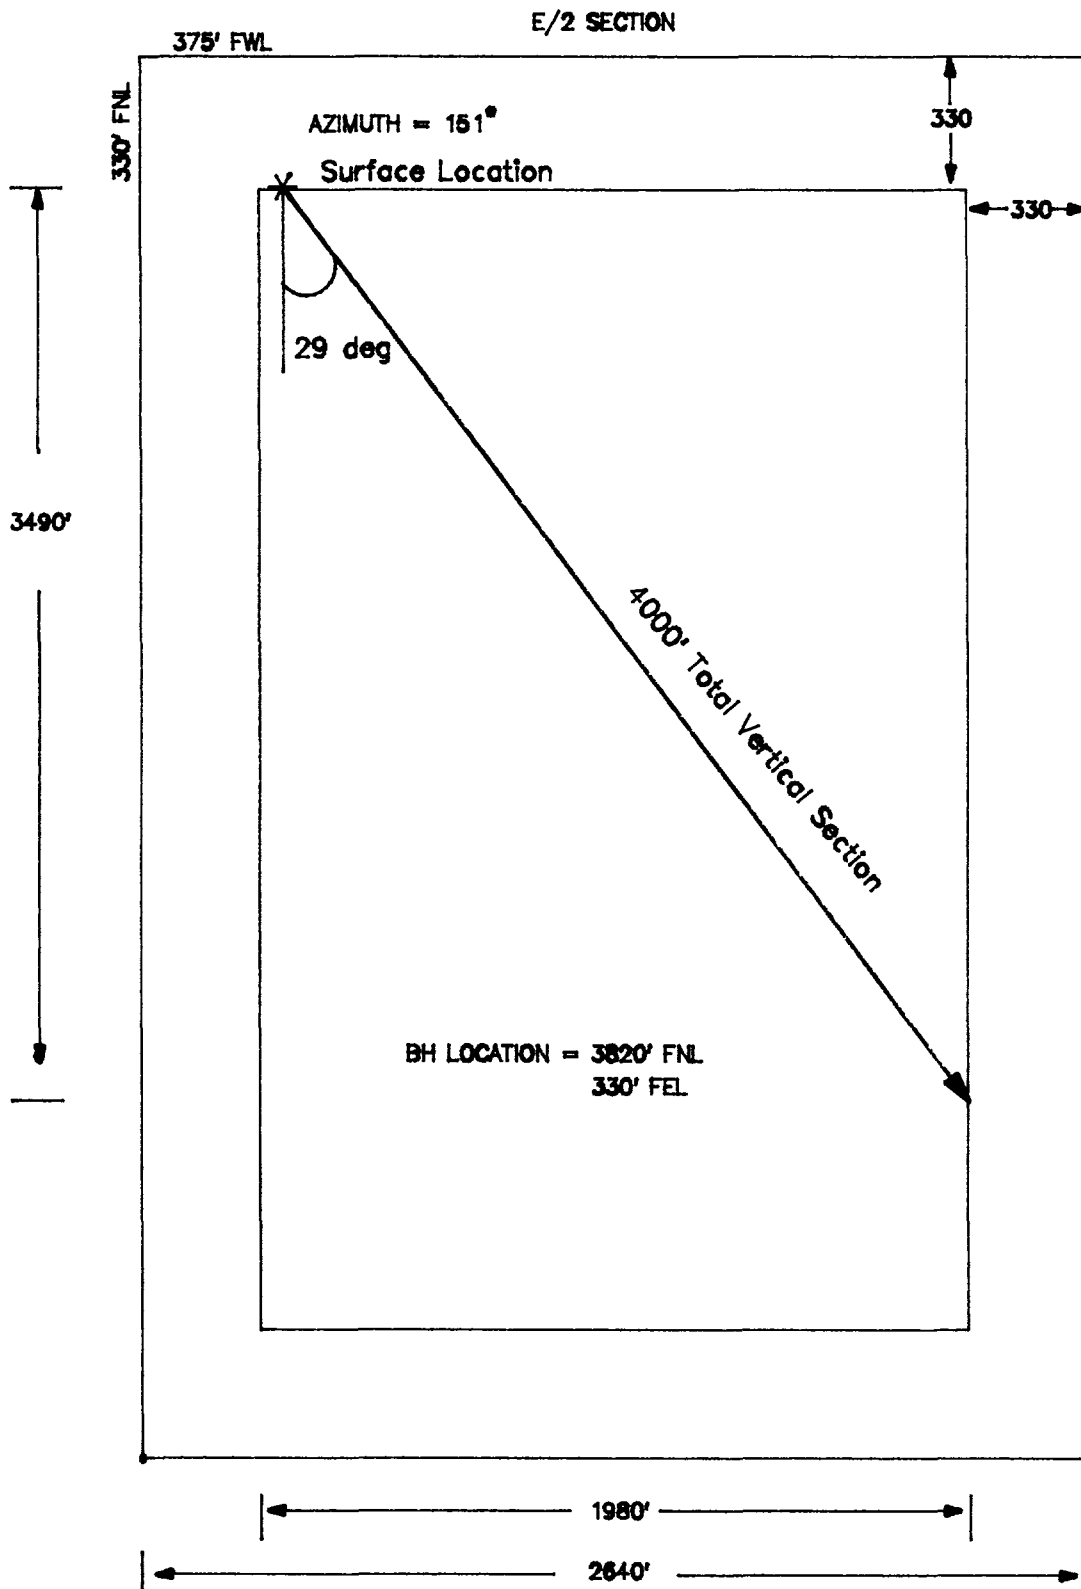 E/2 SECTION
375' FWL
330' FNL
330
AZIMUTH = 151°
Surface Location
330
29 deg
3490'
4000' Total Vertical Section
BH LOCATION = 3820' FNL
330' FEL
1980'
2640'